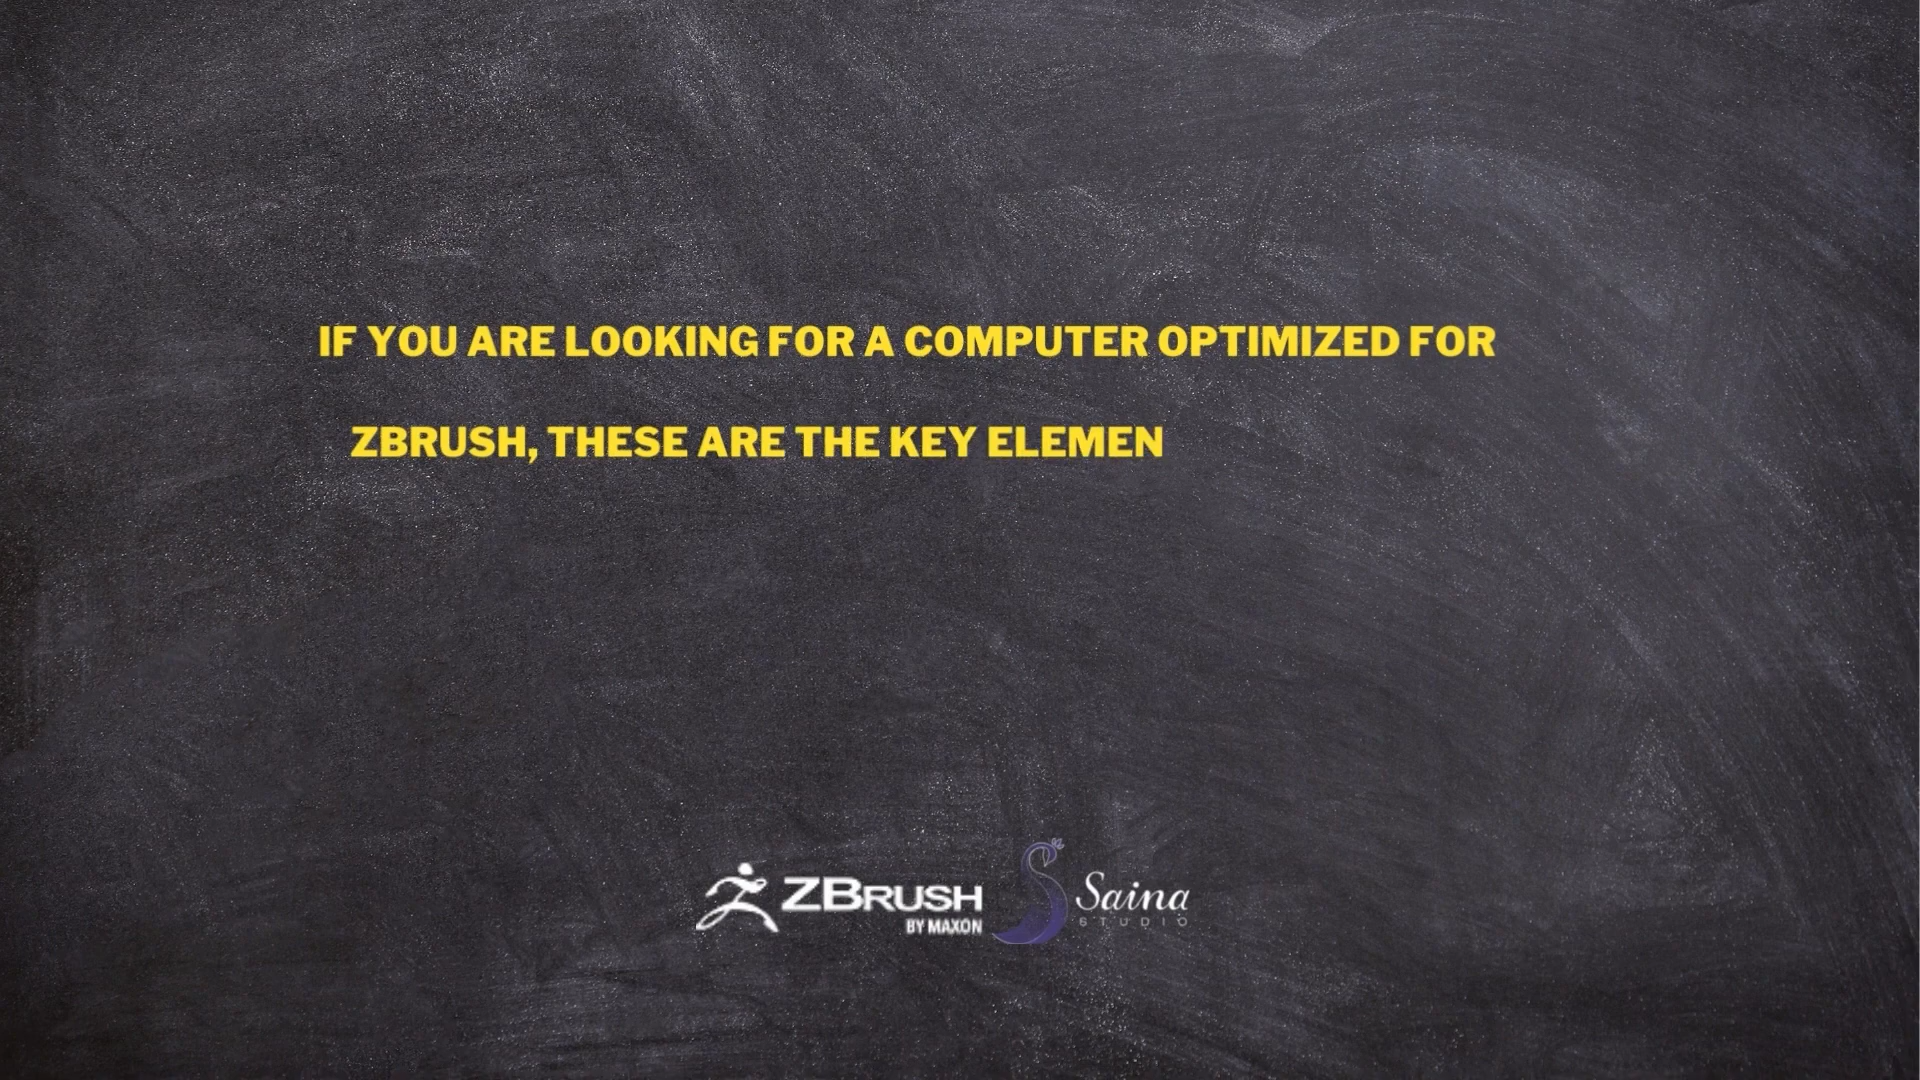 IF YOU ARE LOOKING FOR A COMPUTER OPTIMIZED FOR
ZBRUSH, THESE ARE THE KEY ELEMEN
ZBRUSH
BY MAXON
Saina
STUDIO